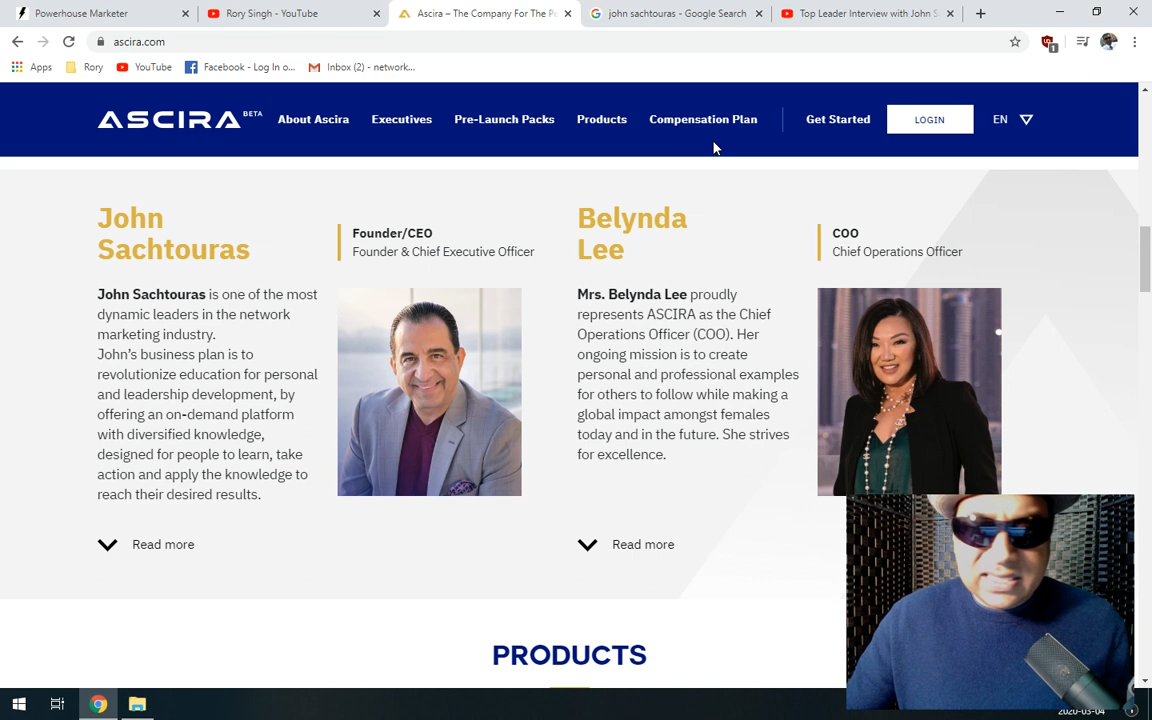 Powerhouse Marketer
Rory Singh - YouTube
Ascira – The Company For The Pe
john sachtouras - Google Search
Top Leader Interview with John S
ascira.com
Apps
Rory
YouTube
Facebook - Log In o...
Inbox (2) - network...
ASCIRA BETA
About Ascira
Executives
Pre-Launch Packs
Products
Compensation Plan
Get Started
LOGIN
EN
John
Sachtouras
Founder/CEO
Founder & Chief Executive Officer
John Sachtouras is one of the most
dynamic leaders in the network
marketing industry.
John's business plan is to
revolutionize education for personal
and leadership development, by
offering an on-demand platform
with diversified knowledge,
designed for people to learn, take
action and apply the knowledge to
reach their desired results.
Read more
Belynda
Lee
COO
Chief Operations Officer
Mrs. Belynda Lee proudly
represents ASCIRA as the Chief
Operations Officer (COO). Her
ongoing mission is to create
personal and professional examples
for others to follow while making a
global impact amongst females
today and in the future. She strives
for excellence.
Read more
PRODUCTS
2020-03-04